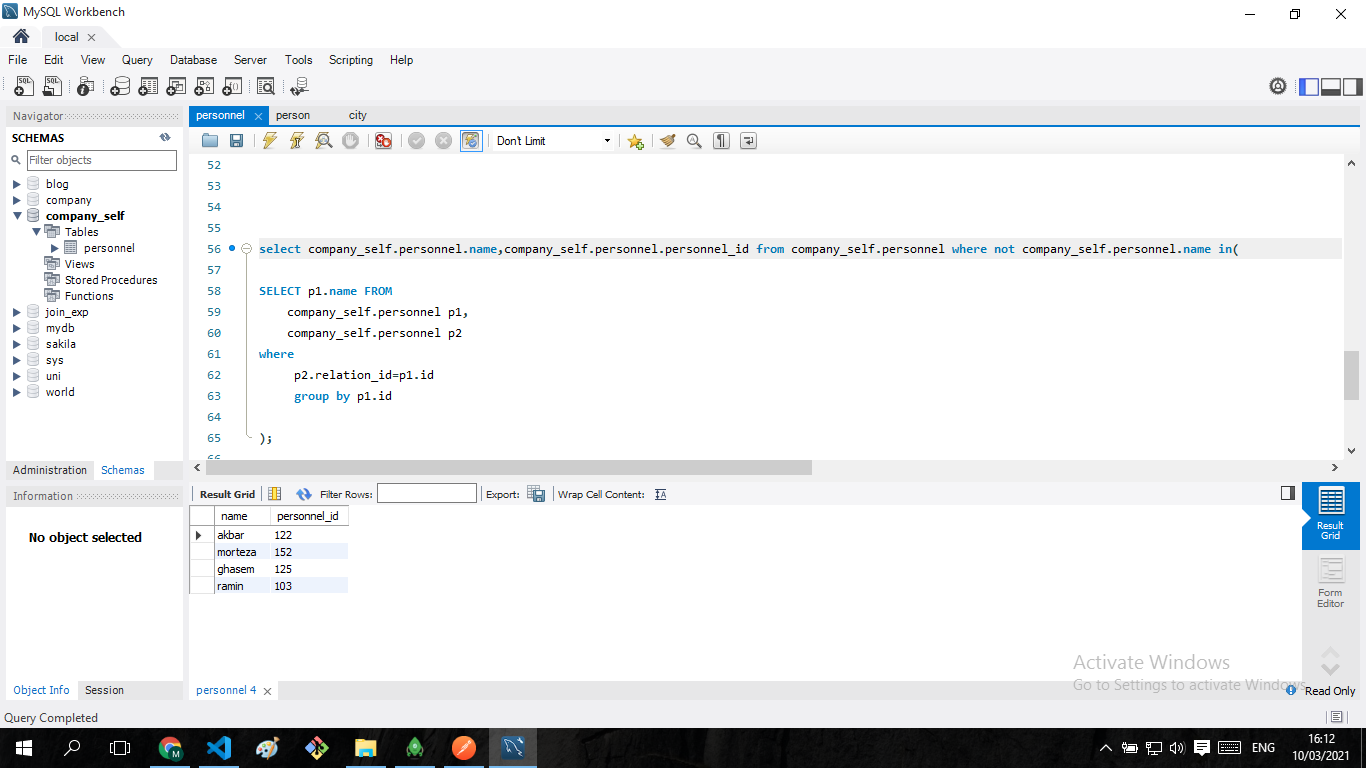 MySQL Workbench
local
File Edit View Query Database Server Tools Scripting Help
Navigator
SCHEMAS
Filter objects
blog
company
company_self
Tables
personnel
Views
Stored Procedures
Functions
join_exp
mydb
sakila
sys
uni
world
Administration Schemas
Information
No object selected
Object Info Session
personnel person city
Don't Limit
52
53
54
55
56 select company_self.personnel.name,company_self.personnel.personnel_id from company_self.personnel where not company_self.personnel.name in(
57
58 SELECT p1.name FROM
59 company_self.personnel p1,
60 company_self.personnel p2
61 where
62 p2.relation_id=p1.id
63 group by p1.id
64
65 );
66
Result Grid Filter Rows: Export: Wrap Cell Content:
name personnel_id
akbar 122
morteza 152
ghasem 125
ramin 103
Result
Grid
Form
Editor
Activate Windows
Go to Settings to activate Windows.
personnel 4
Read Only
Query Completed
ENG
16:12
10/03/2021